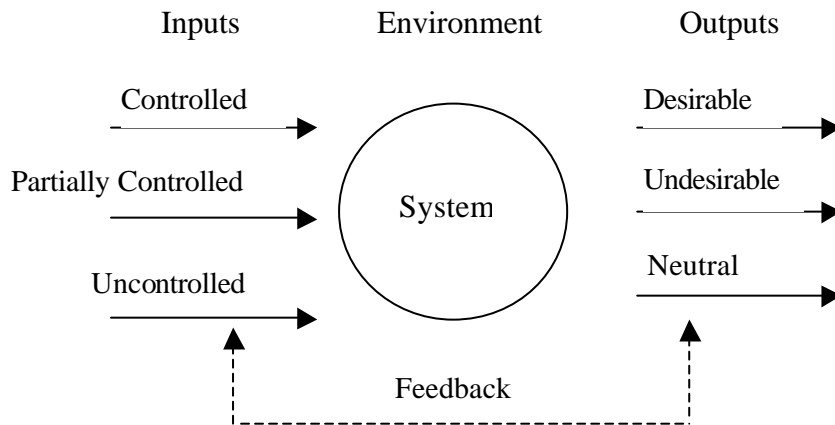 Inputs Environment Outputs
Controlled Desirable
Partially Controlled Undesirable
System
Uncontrolled Neutral
Feedback